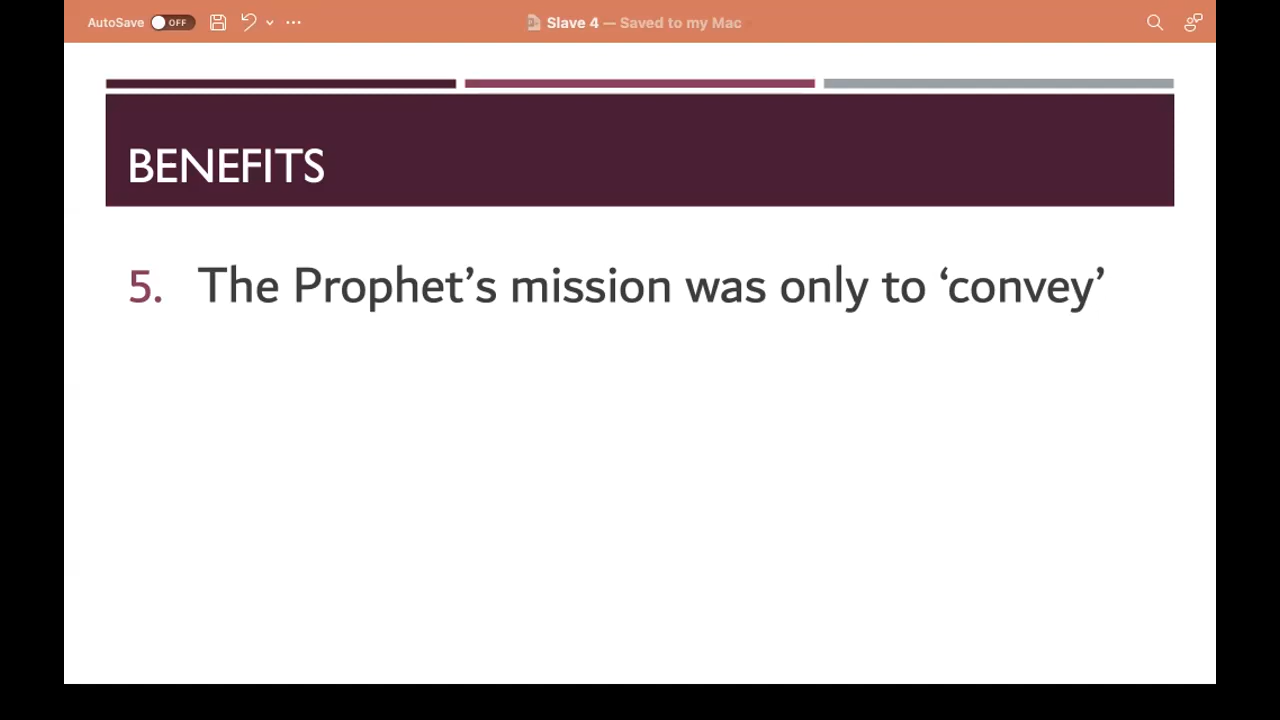 AutoSave OFF Slave 4 — Saved to my Mac
BENEFITS
5. The Prophet’s mission was only to ‘convey’